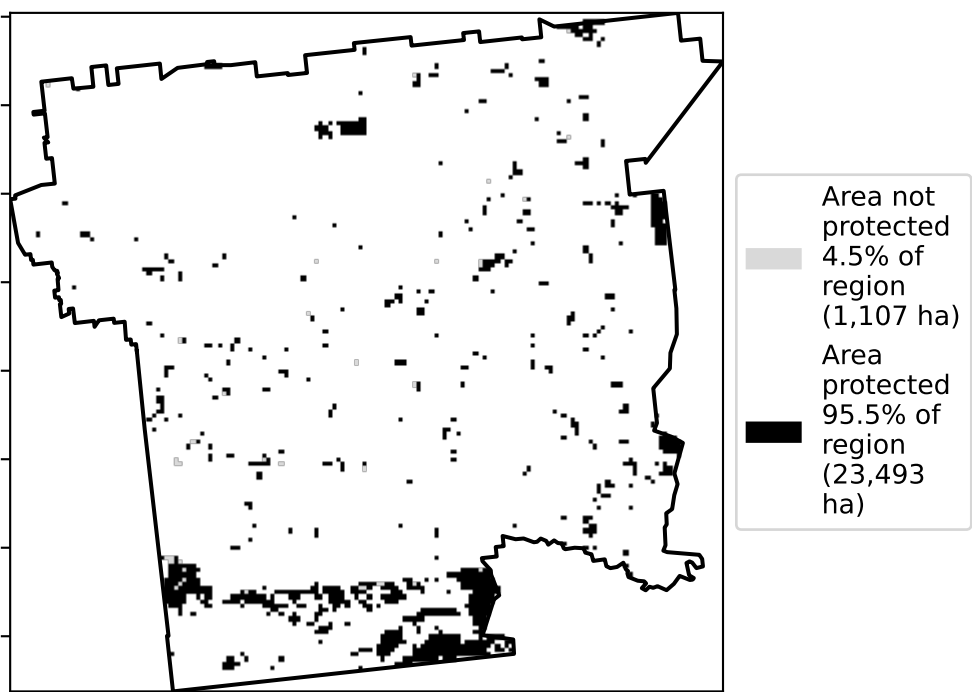 Area not
protected
4.5% of
region
(1,107 ha)
Area
protected
95.5% of
region
(23,493
ha)